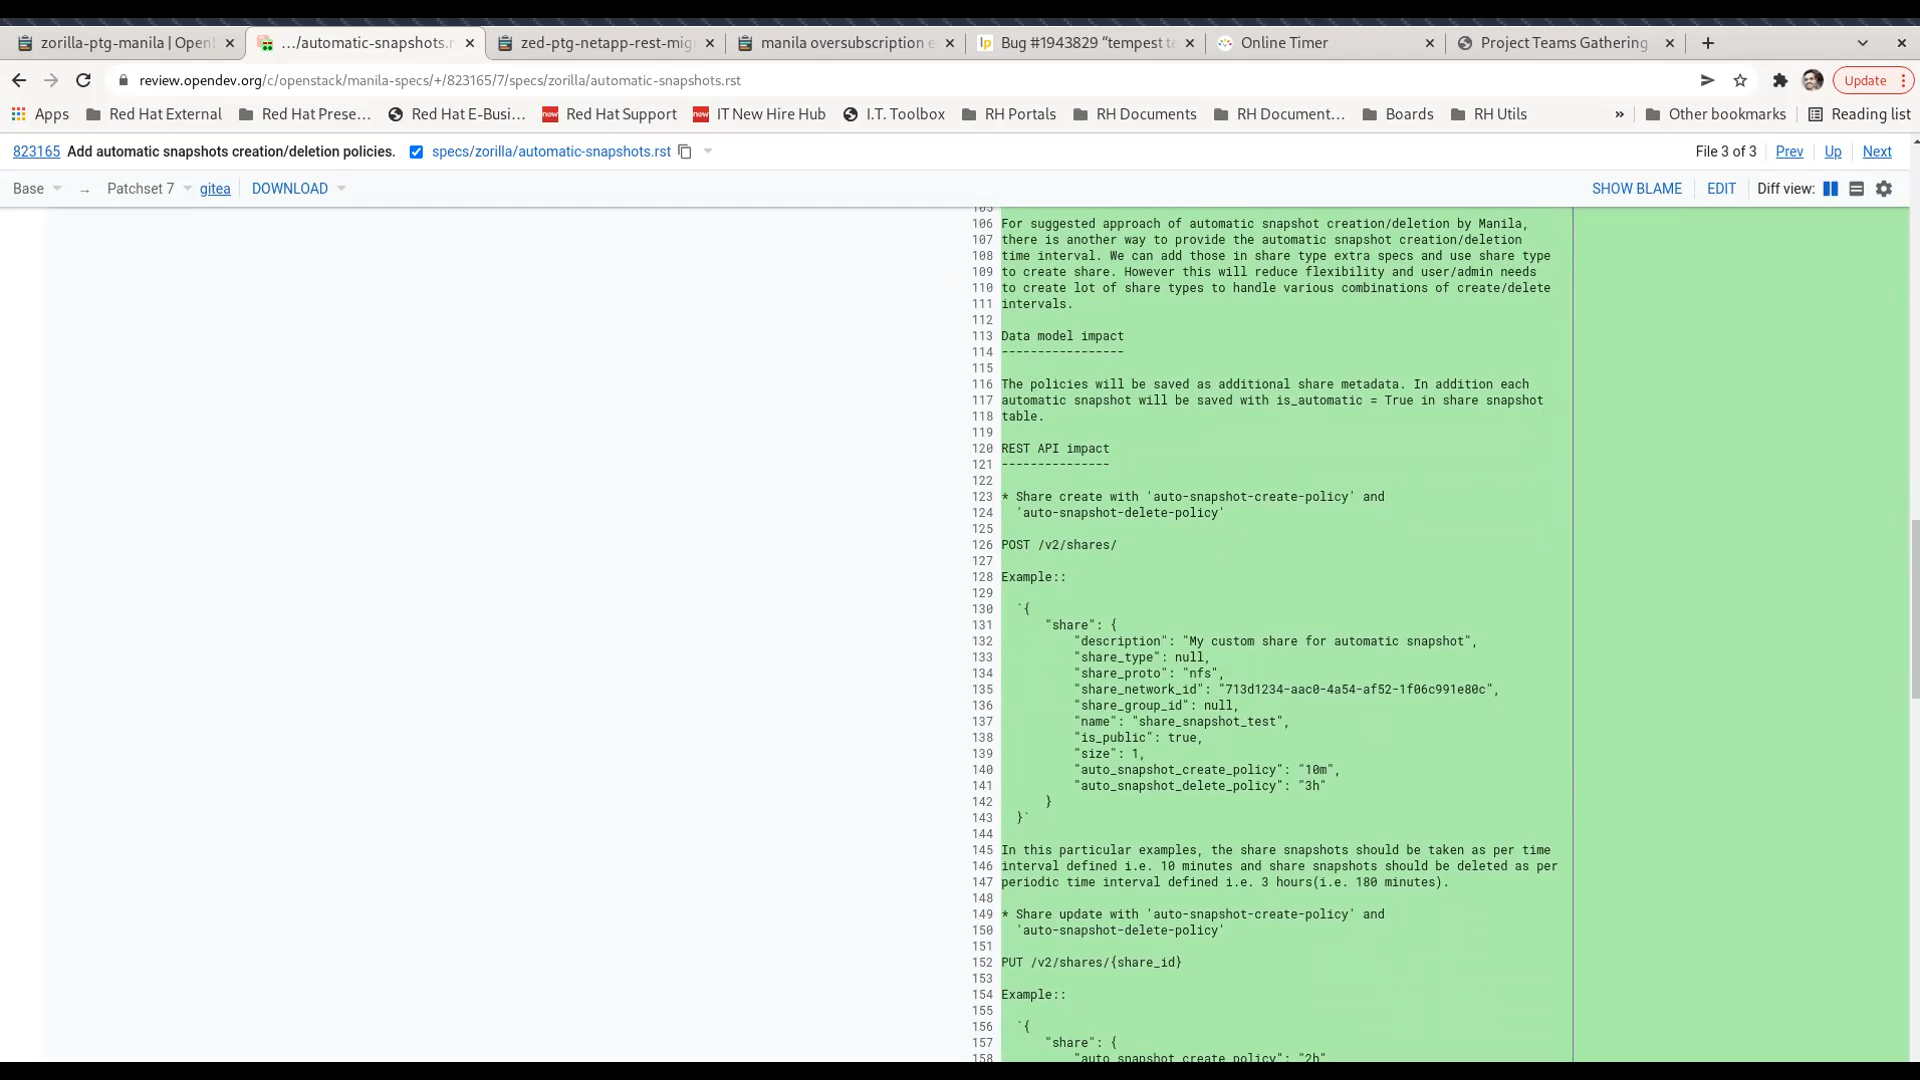 zorilla-ptg-manila | Open
.../automatic-snapshots.r
zed-ptg-netapp-rest-mig
manila oversubscription e
Bug #1943829 “tempest te
Online Timer
Project Teams Gathering
review.opendev.org/c/openstack/manila-specs/+/823165/7/specs/zorilla/automatic-snapshots.rst
Update
Apps
Red Hat External
Red Hat Prese...
Red Hat E-Busi...
Red Hat Support
IT New Hire Hub
I.T. Toolbox
RH Portals
RH Documents
RH Document...
Boards
RH Utils
»
Other bookmarks
Reading list
823165 Add automatic snapshots creation/deletion policies. specs/zorilla/automatic-snapshots.rst
File 3 of 3 Prev Up Next
Base → Patchset 7 gitea DOWNLOAD
SHOW BLAME EDIT Diff view:
105
106 For suggested approach of automatic snapshot creation/deletion by Manila,
107 there is another way to provide the automatic snapshot creation/deletion
108 time interval. We can add those in share type extra specs and use share type
109 to create share. However this will reduce flexibility and user/admin needs
110 to create lot of share types to handle various combinations of create/delete
111 intervals.
112
113 Data model impact
114 -----------------
115
116 The policies will be saved as additional share metadata. In addition each
117 automatic snapshot will be saved with is_automatic = True in share snapshot
118 table.
119
120 REST API impact
121 ---------------
122
123 * Share create with 'auto-snapshot-create-policy' and
124 'auto-snapshot-delete-policy'
125
126 POST /v2/shares/
127
128 Example::
129
130 `{
131 "share": {
132 "description": "My custom share for automatic snapshot",
133 "share_type": null,
134 "share_proto": "nfs",
135 "share_network_id": "713d1234-aac0-4a54-af52-1f06c991e80c",
136 "share_group_id": null,
137 "name": "share_snapshot_test",
138 "is_public": true,
139 "size": 1,
140 "auto_snapshot_create_policy": "10m",
141 "auto_snapshot_delete_policy": "3h"
142 }
143 }`
144
145 In this particular examples, the share snapshots should be taken as per time
146 interval defined i.e. 10 minutes and share snapshots should be deleted as per
147 periodic time interval defined i.e. 3 hours(i.e. 180 minutes).
148
149 * Share update with 'auto-snapshot-create-policy' and
150 'auto-snapshot-delete-policy'
151
152 PUT /v2/shares/{share_id}
153
154 Example::
155
156 `{
157 "share": {
158 "auto_snapshot_create_policy": "2h"